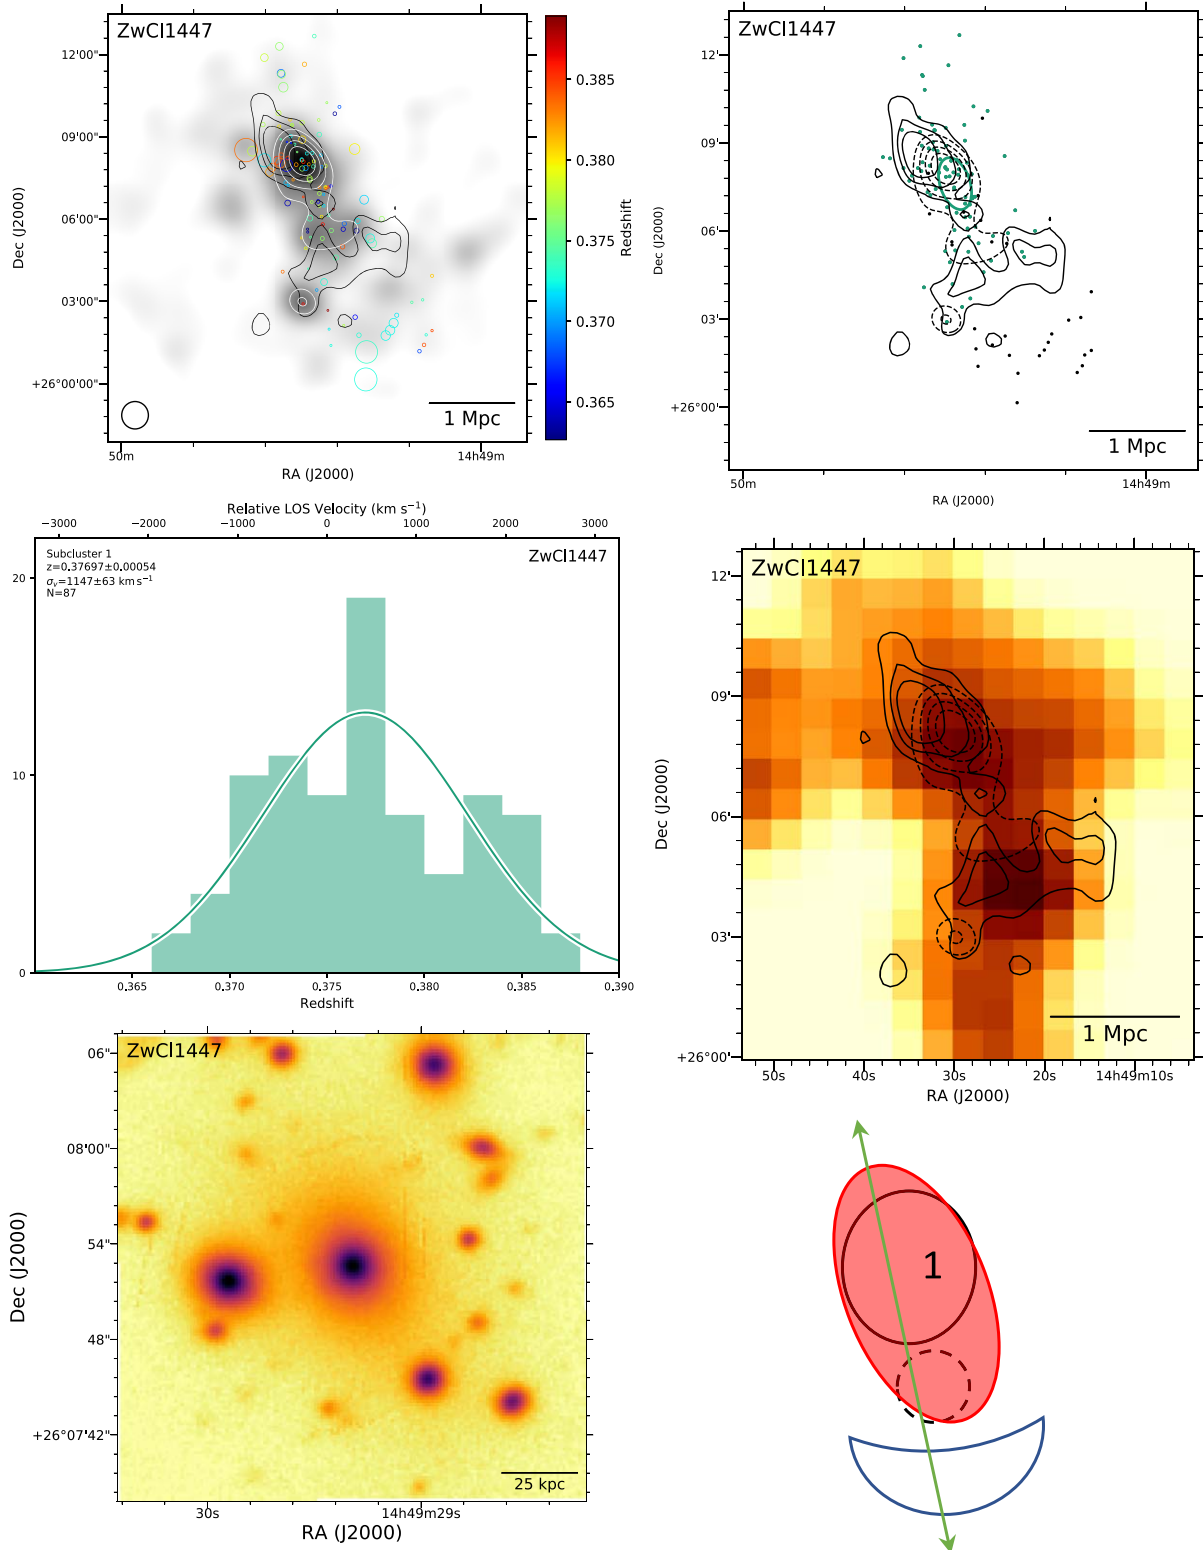 ZwCl1447
12'00"
09'00"
06'00"
03'00"
+26°00'00"
50m
14h49m
RA (J2000)
Dec (J2000)
1 Mpc
0.385
0.380
0.375
0.370
0.365
Redshift
ZwCl1447
12'
09'
06'
03'
+26°00'
50m
14h49m
RA (J2000)
Dec (J2000)
1 Mpc
Relative LOS Velocity (km s⁻¹)
−3000 −2000 −1000 0 1000 2000 3000
Subcluster 1
z=0.37697±0.00054
σᵥ=1147±63 km s⁻¹
N=87
ZwCl1447
20
10
0
0.365 0.370 0.375 0.380 0.385 0.390
Redshift
ZwCl1447
12'
09'
06'
03'
+26°00'
50s 40s 30s 20s 14h49m10s
RA (J2000)
Dec (J2000)
1 Mpc
ZwCl1447
06"
08'00"
54"
48"
+26°07'42"
30s 14h49m29s
RA (J2000)
Dec (J2000)
25 kpc
1